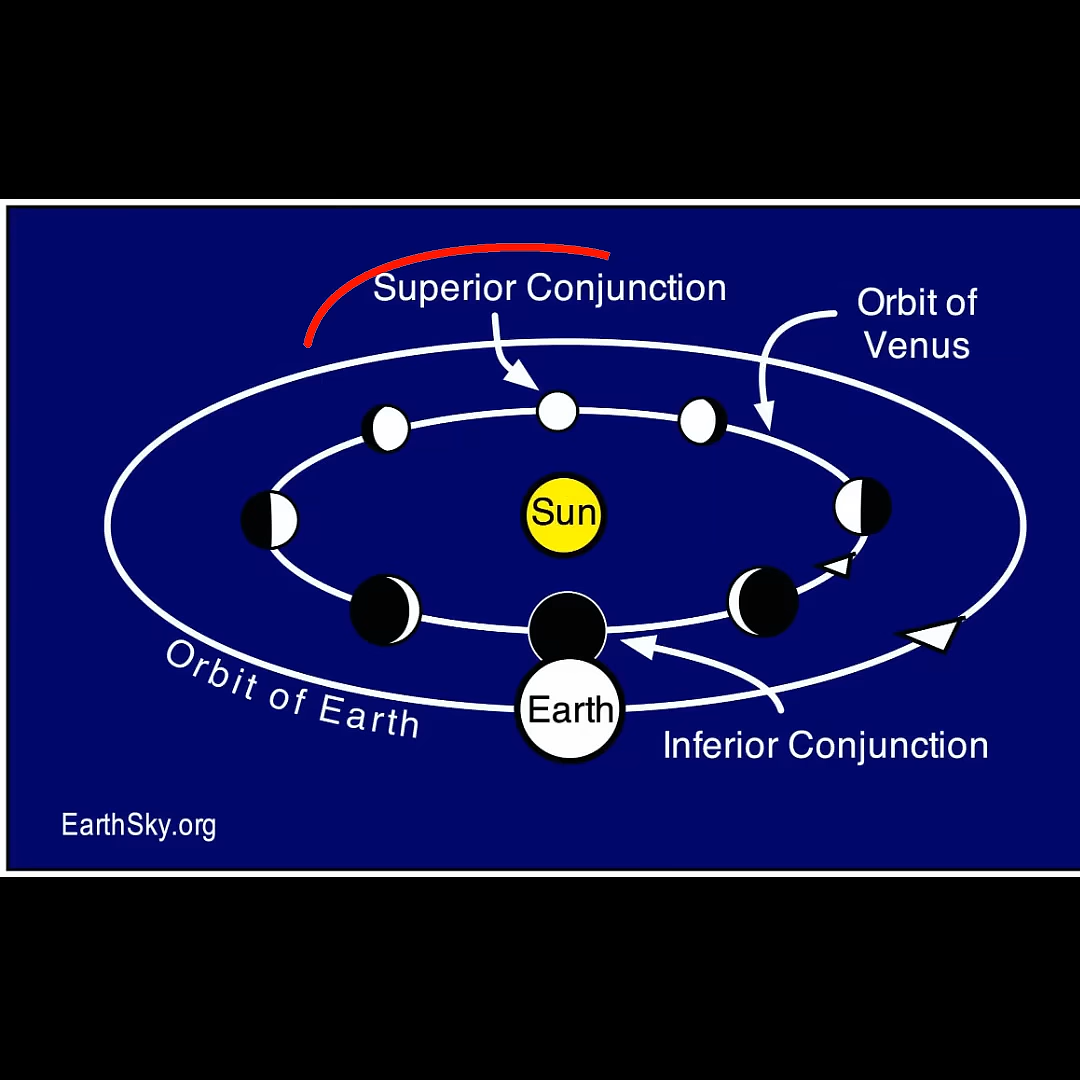 Superior Conjunction
Orbit of
Venus
Sun
Orbit of Earth
Earth
Inferior Conjunction
EarthSky.org